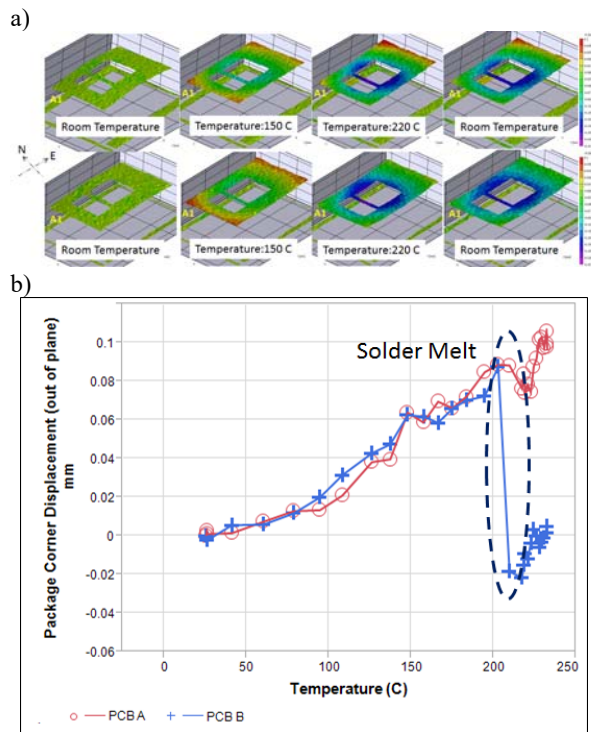 a)
A1
Room Temperature
A1
Temperature:150 C
A1
Temperature:220 C
A1
Room Temperature
N
E
A1
Room Temperature
A1
Temperature:150 C
A1
Temperature:220 C
A1
Room Temperature
b)
Package Corner Displacement (out of plane)
mm
0.1
0.08
0.06
0.04
0.02
0
-0.02
-0.04
-0.06
Solder Melt
0
50
100
150
200
250
Temperature (C)
PCB A
PCB B